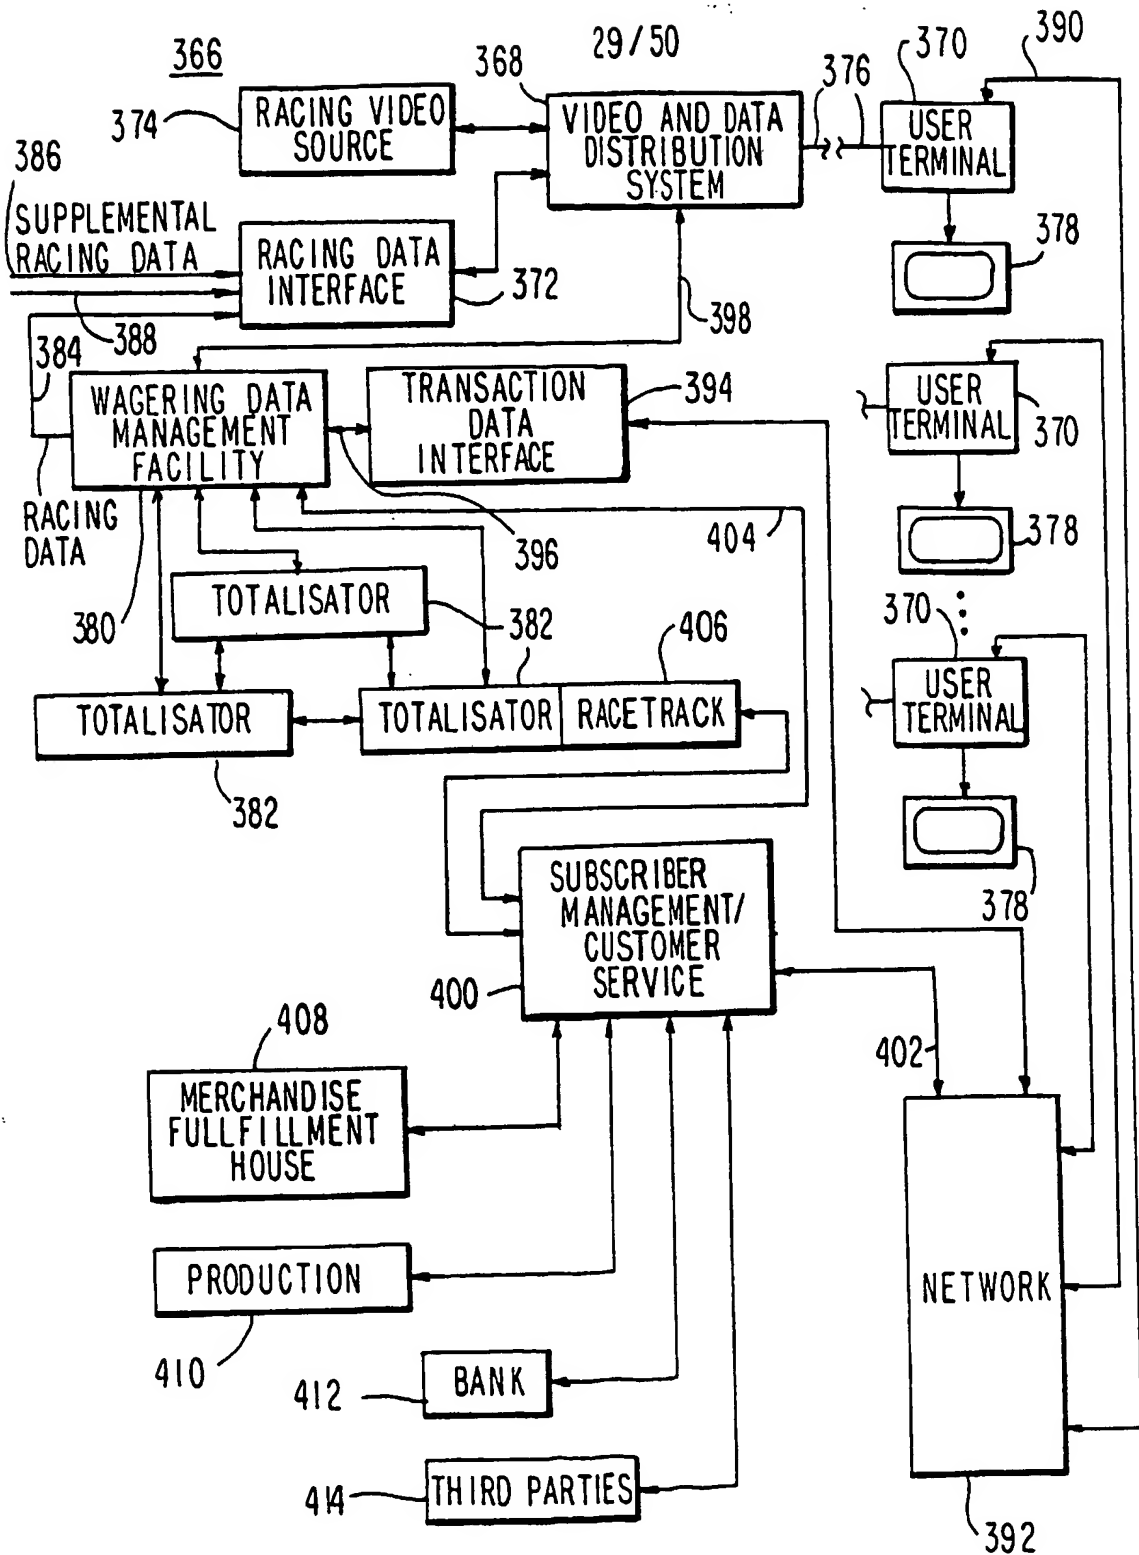 29/50
366
368
370
390
376
374
RACING VIDEO
SOURCE
VIDEO AND DATA
DISTRIBUTION
SYSTEM
USER
TERMINAL
386
SUPPLEMENTAL
RACING DATA
RACING DATA
INTERFACE
372
378
388
398
384
WAGERING DATA
MANAGEMENT
FACILITY
TRANSACTION
DATA
INTERFACE
394
USER
TERMINAL
370
RACING
DATA
396
404
378
380
TOTALISATOR
382
406
370
TOTALISATOR
TOTALISATOR
RACETRACK
USER
TERMINAL
382
378
SUBSCRIBER
MANAGEMENT/
CUSTOMER
SERVICE
400
402
408
MERCHANDISE
FULLFILLMENT
HOUSE
PRODUCTION
410
NETWORK
BANK
412
THIRD PARTIES
414
392